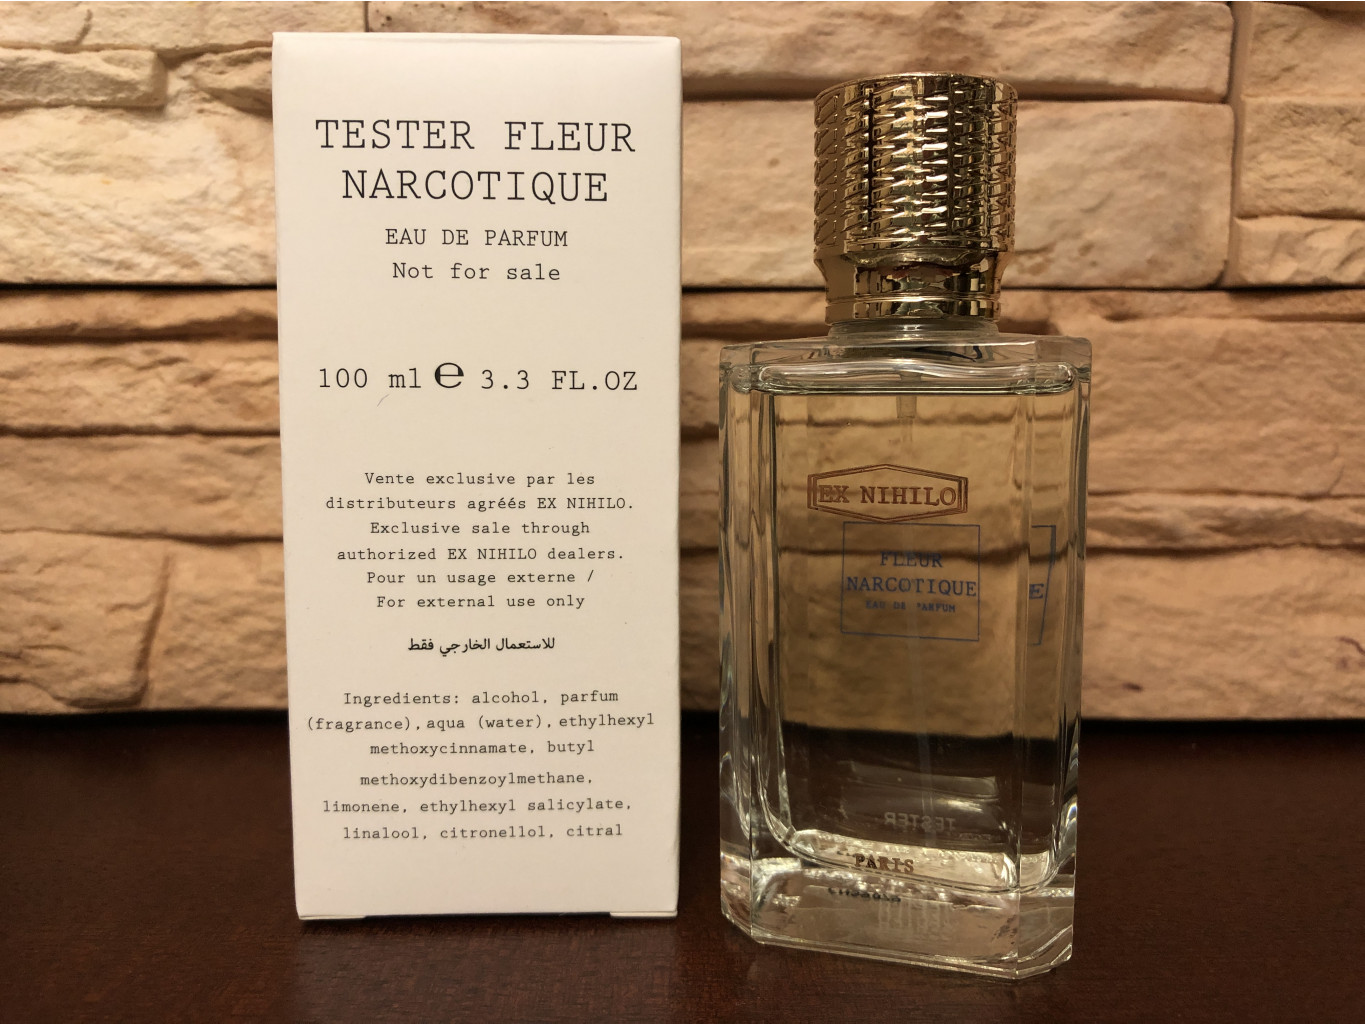 TESTER FLEUR
NARCOTIQUE
EAU DE PARFUM
Not for sale
100 ml ℮ 3.3 FL.OZ
Vente exclusive par les
distributeurs agréés EX NIHILO.
Exclusive sale through
authorized EX NIHILO dealers.
Pour un usage externe /
For external use only
للاستعمال الخارجي فقط
Ingredients: alcohol, parfum
(fragrance), aqua (water), ethylhexyl
methoxycinnamate, butyl
methoxydibenzoylmethane,
limonene, ethylhexyl salicylate,
linalool, citronellol, citral
EX NIHILO
FLEUR
NARCOTIQUE
EAU DE PARFUM
E
TESTER
PARIS